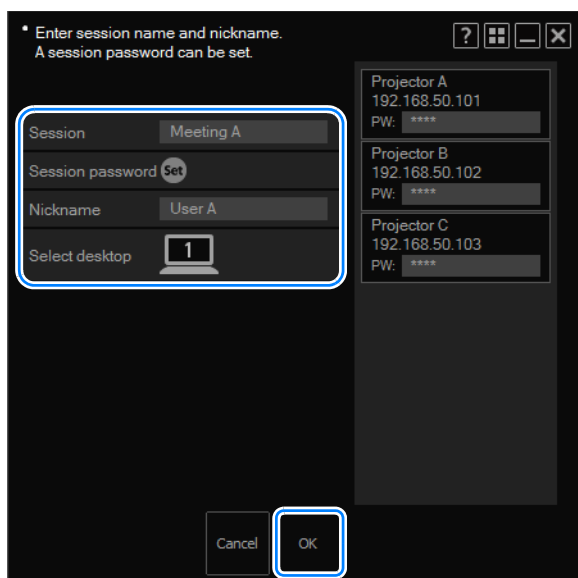 • Enter session name and nickname.
A session password can be set.
?
Session Meeting A
Session password Set
Nickname User A
Select desktop 1
Projector A
192.168.50.101
PW: ****
Projector B
192.168.50.102
PW: ****
Projector C
192.168.50.103
PW: ****
Cancel OK